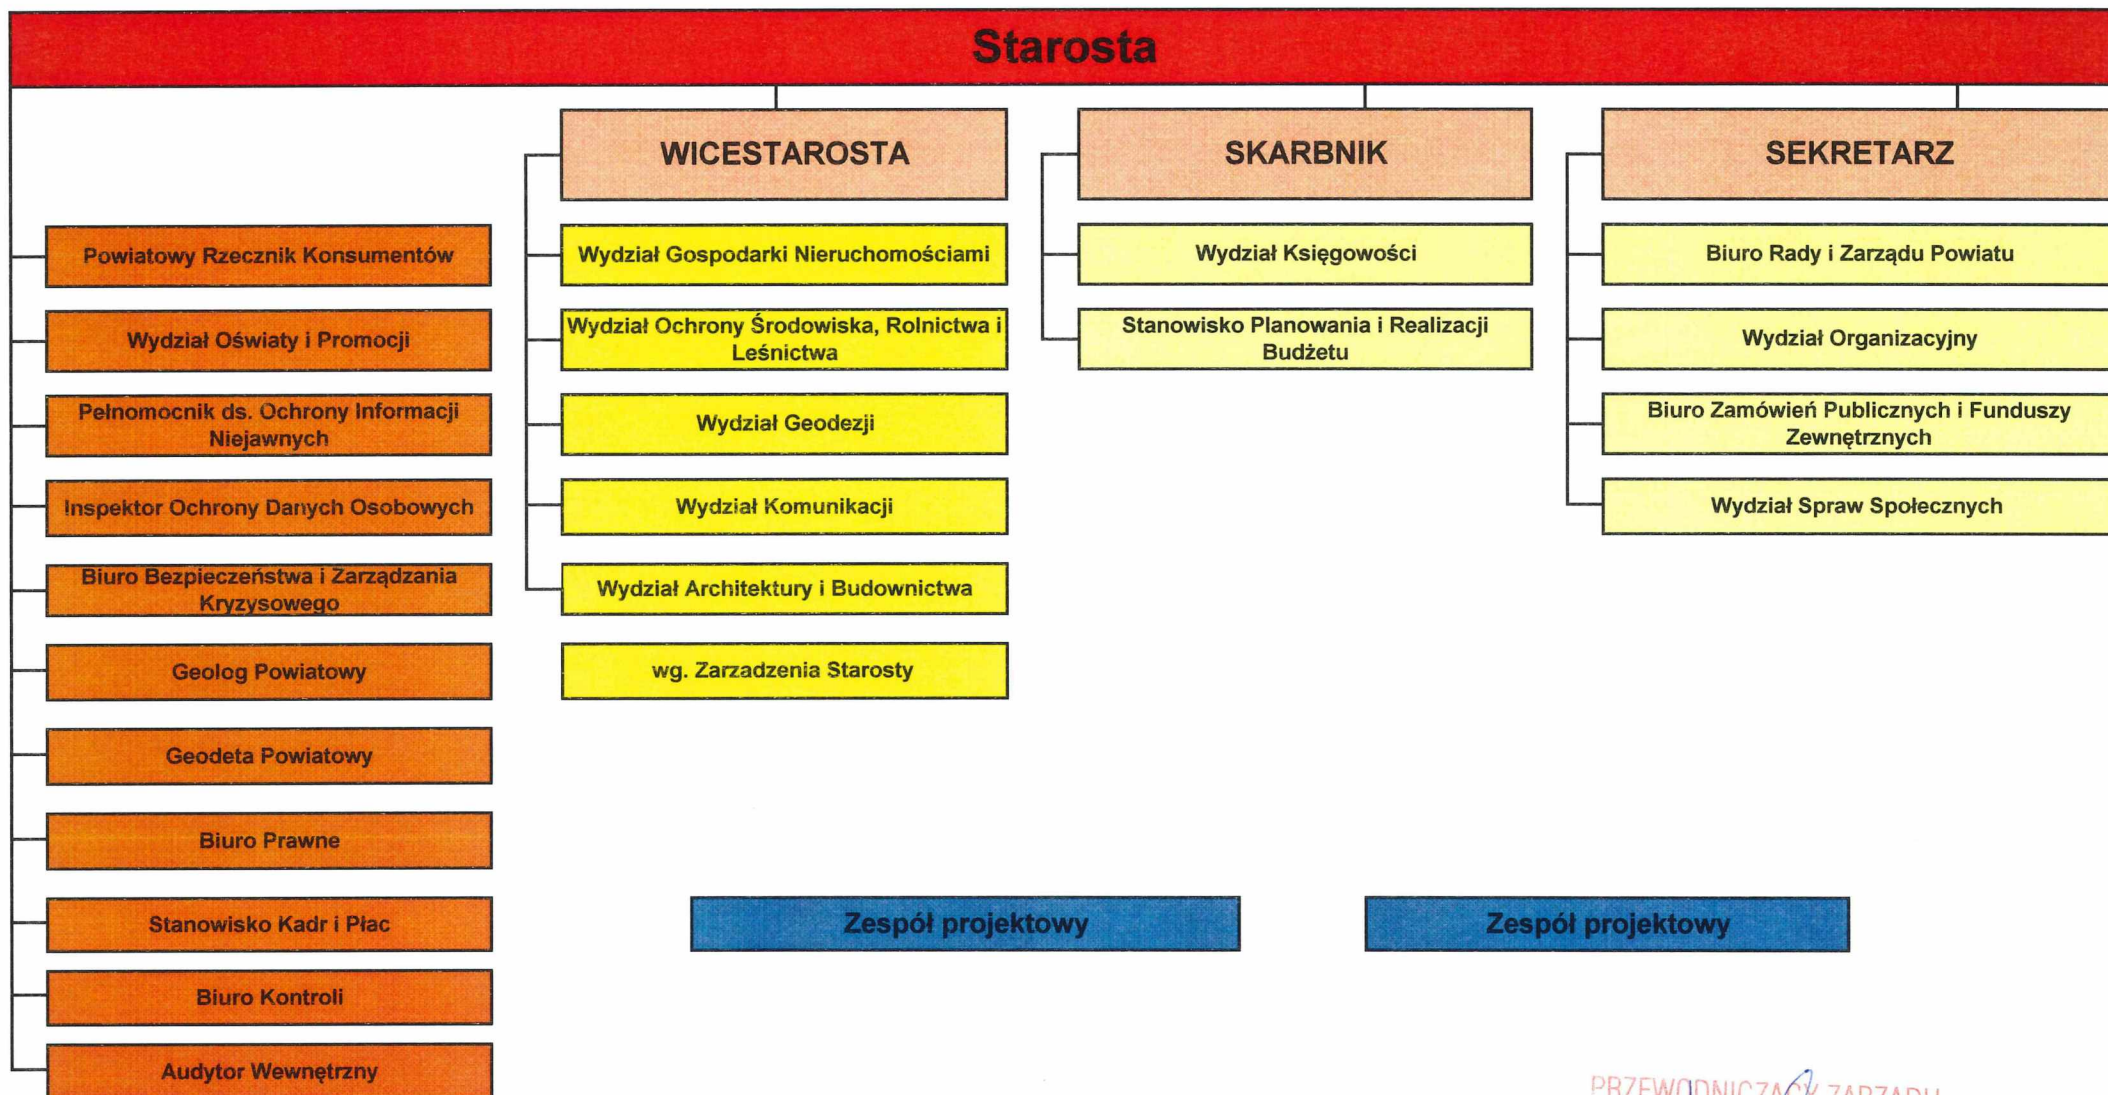 Starosta
WICESTAROSTA
SKARBNIK
SEKRETARZ
Powiatowy Rzecznik Konsumentów
Wydział Oświaty i Promocji
Pełnomocnik ds. Ochrony Informacji
Niejawnych
Inspektor Ochrony Danych Osobowych
Biuro Bezpieczeństwa i Zarządzania
Kryzysowego
Geolog Powiatowy
Geodeta Powiatowy
Biuro Prawne
Stanowisko Kadr i Płac
Biuro Kontroli
Audytor Wewnętrzny
Wydział Gospodarki Nieruchomościami
Wydział Ochrony Środowiska, Rolnictwa i
Leśnictwa
Wydział Geodezji
Wydział Komunikacji
Wydział Architektury i Budownictwa
wg. Zarzadzenia Starosty
Wydział Księgowości
Stanowisko Planowania i Realizacji
Budżetu
Biuro Rady i Zarządu Powiatu
Wydział Organizacyjny
Biuro Zamówień Publicznych i Funduszy
Zewnętrznych
Wydział Spraw Społecznych
Zespół projektowy
Zespół projektowy
PRZEWODNICZĄCY ZARZĄDU